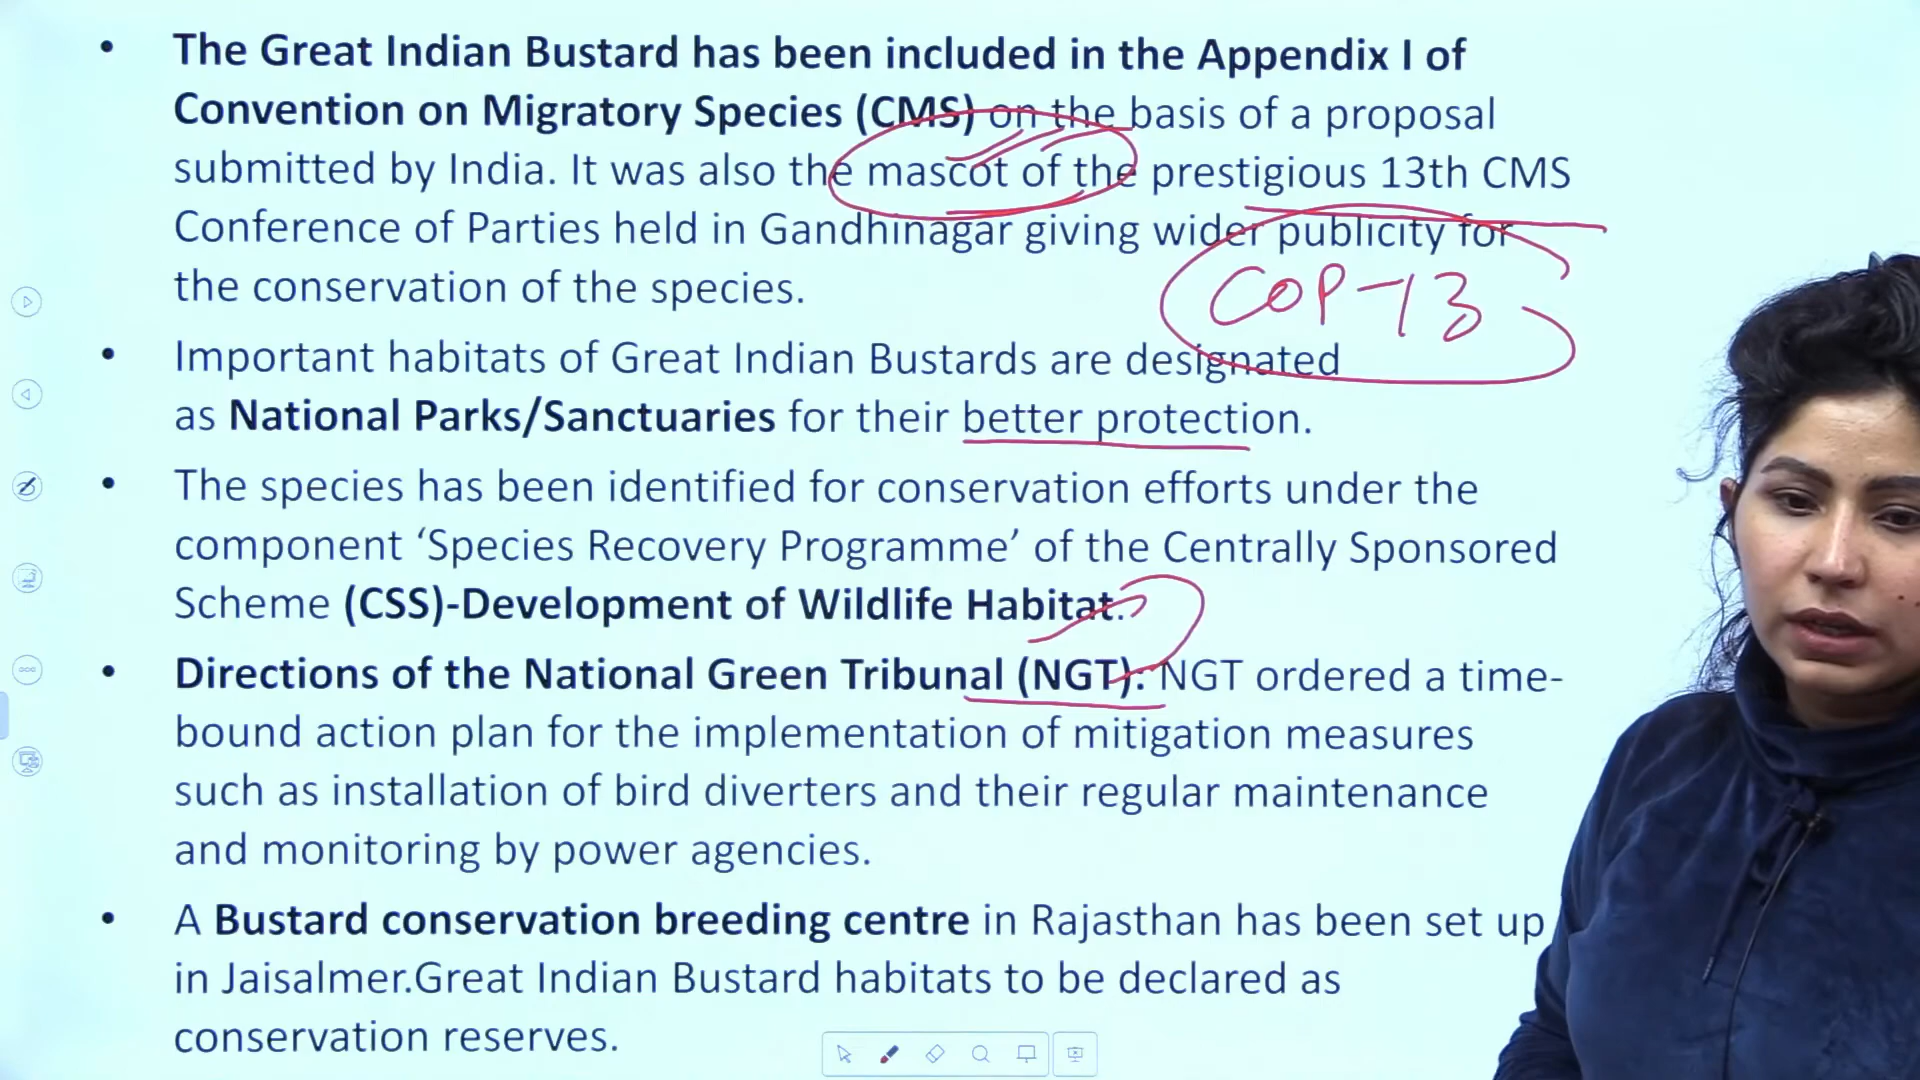 • The Great Indian Bustard has been included in the Appendix I of
Convention on Migratory Species (CMS) on the basis of a proposal
submitted by India. It was also the mascot of the prestigious 13th CMS
Conference of Parties held in Gandhinagar giving wider publicity for
the conservation of the species.
COP-13
• Important habitats of Great Indian Bustards are designated
as National Parks/Sanctuaries for their better protection.
• The species has been identified for conservation efforts under the
component ‘Species Recovery Programme’ of the Centrally Sponsored
Scheme (CSS)-Development of Wildlife Habitat.
• Directions of the National Green Tribunal (NGT): NGT ordered a time-
bound action plan for the implementation of mitigation measures
such as installation of bird diverters and their regular maintenance
and monitoring by power agencies.
• A Bustard conservation breeding centre in Rajasthan has been set up
in Jaisalmer.Great Indian Bustard habitats to be declared as
conservation reserves.